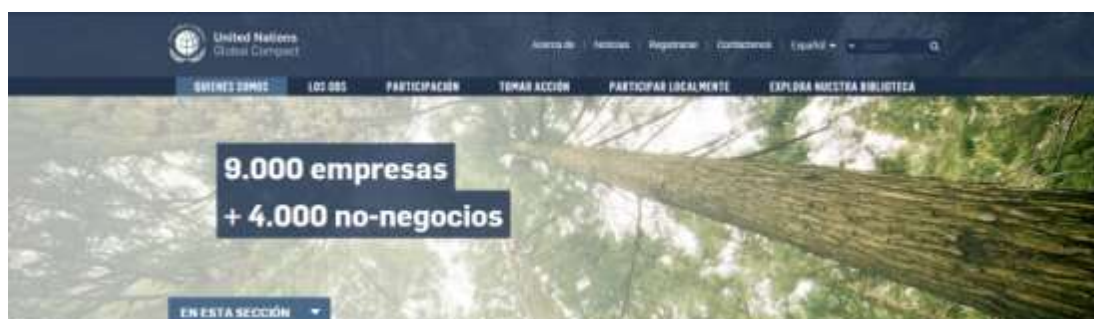 United Nations
Global Compact
Acerca de
Noticias
Registrarse
Contáctenos
Español
QUIENES SOMOS
LOS ODS
PARTICIPACIÓN
TOMAR ACCIÓN
PARTICIPAR LOCALMENTE
EXPLORA NUESTRA BIBLIOTECA
9.000 empresas
+ 4.000 no-negocios
EN ESTA SECCIÓN